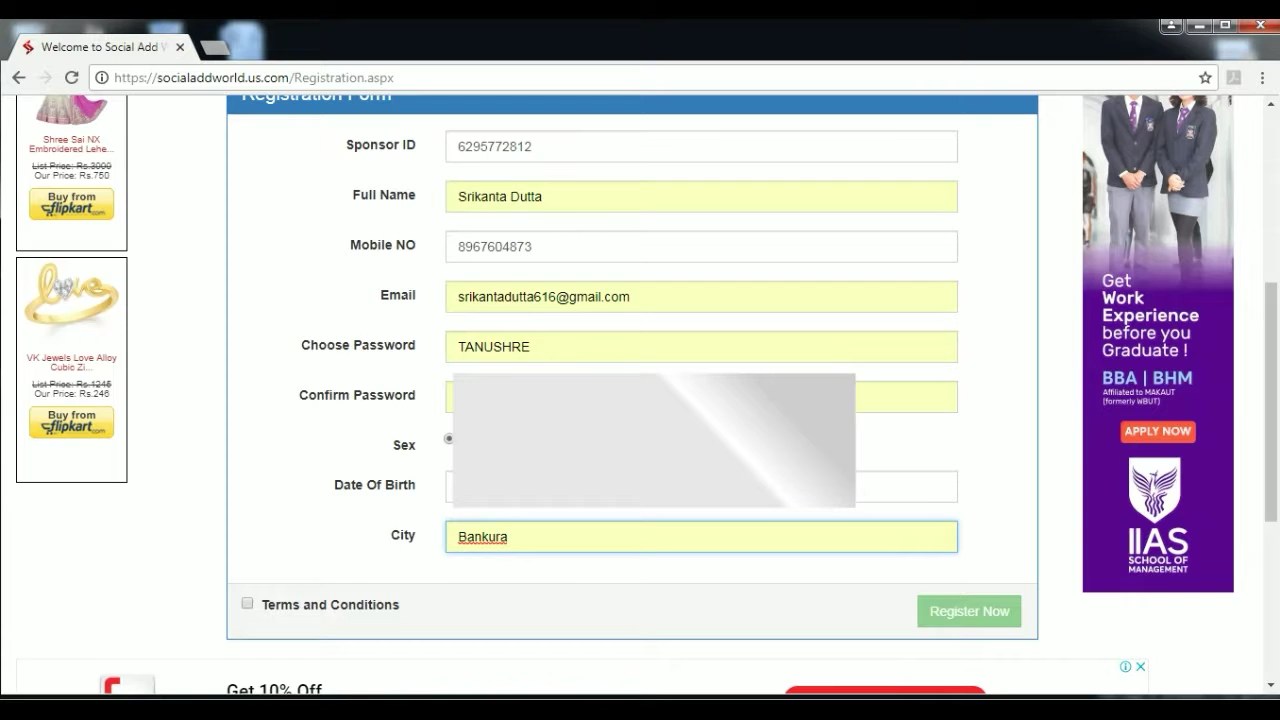 Welcome to Social Add W
https://socialaddworld.us.com/Registration.aspx
Registration Form
Sponsor ID 6295772812
Full Name Srikanta Dutta
Mobile NO 8967604873
Email srikantadutta616@gmail.com
Choose Password TANUSHRE
Confirm Password
Sex
Date Of Birth
City Bankura
Terms and Conditions
Register Now
Shree Sai NX
Embroidered Lehe...
List Price: Rs.3000
Our Price: Rs.750
Buy from
flipkart.com
love
VK Jewels Love Alloy
Cubic Zi...
List Price: Rs.1245
Our Price: Rs.246
Buy from
flipkart.com
Get
Work
Experience
before you
Graduate !
BBA | BHM
Affiliated to MAKAUT
(formerly WBUT)
APPLY NOW
IIAS
SCHOOL OF
MANAGEMENT
Get 10% Off